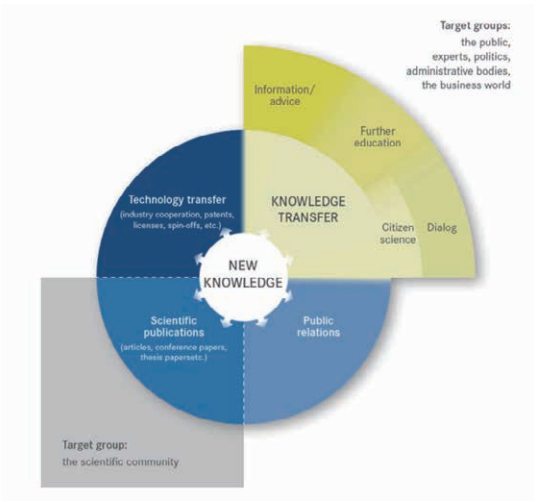 Target groups:
the public,
experts, politics,
administrative bodies,
the business world
Information/
advice
Further
education
Technology transfer
(industry cooperation, patents,
licenses, spin-offs, etc.)
KNOWLEDGE
TRANSFER
Citizen
science
Dialog
NEW
KNOWLEDGE
Scientific
publications
(articles, conference papers,
thesis papersetc.)
Public
relations
Target group:
the scientific community